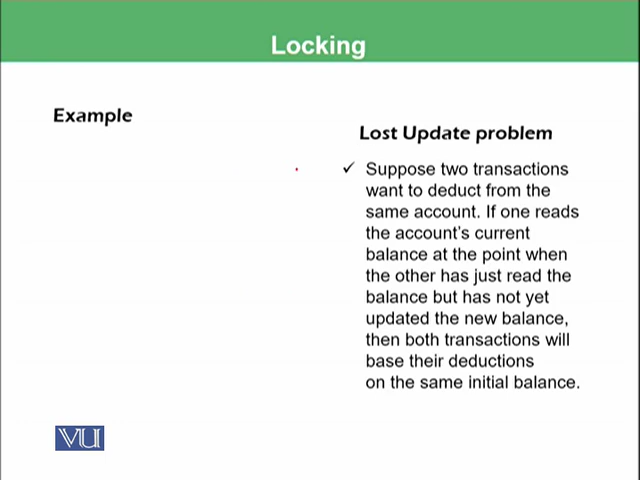 Locking
Example
Lost Update problem
✓ Suppose two transactions
want to deduct from the
same account. If one reads
the account's current
balance at the point when
the other has just read the
balance but has not yet
updated the new balance,
then both transactions will
base their deductions
on the same initial balance.
VU